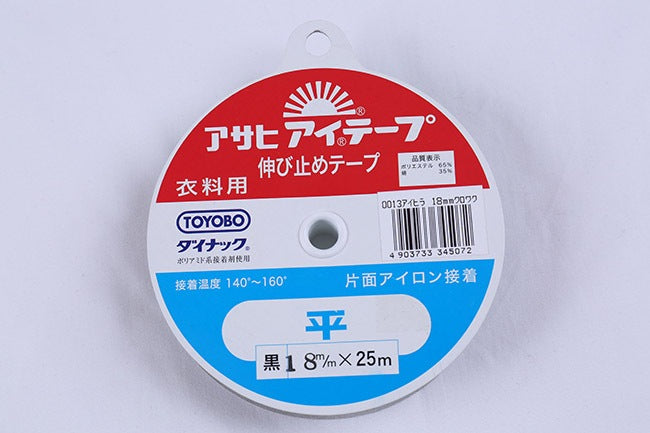 アサヒ アイ®テープ®
伸び止めテープ
衣料用
品質表示
ポリエステル 65%
綿 35%
TOYOBO
ダイナック®
ポリアミド系接着剤使用
0013アイヒラ 18mmクロワク
4 903733 345072
接着温度 140°~160°
片面アイロン接着
平
黒 18 m/m × 25m